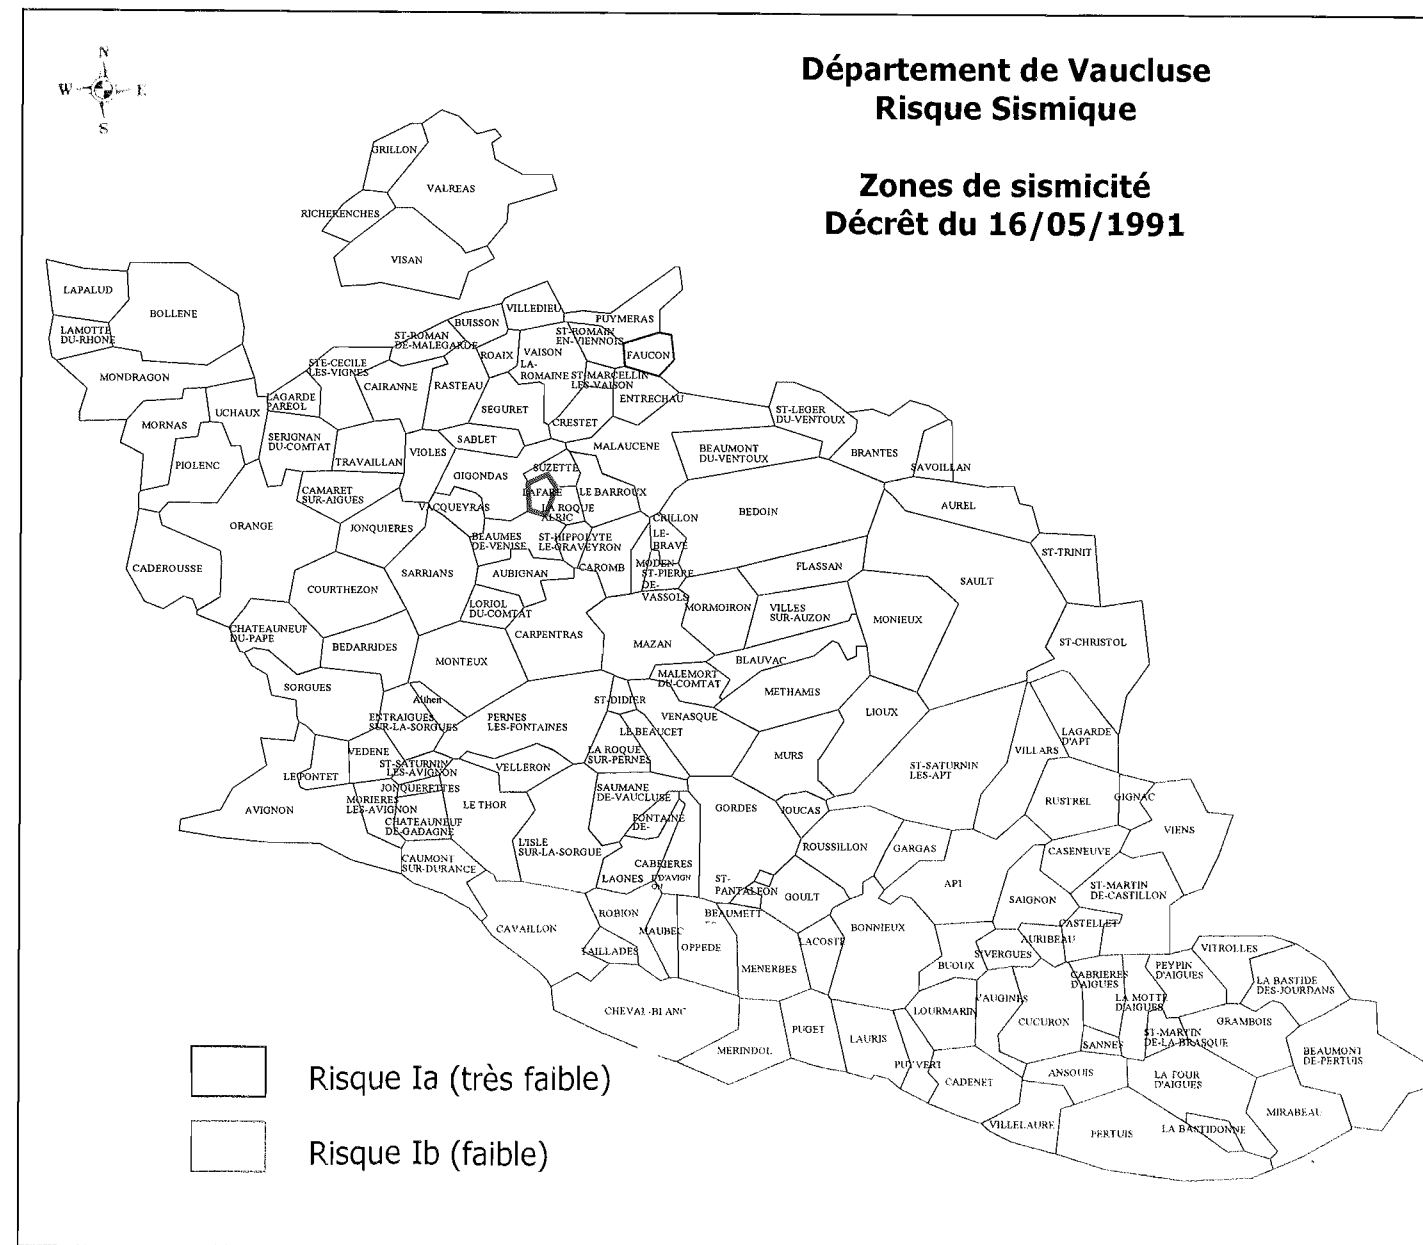 N
W
E
S
Département de Vaucluse
Risque Sismique
Zones de sismicité
Décrêt du 16/05/1991
GRILLON
VALREAS
RICHERENCHES
VISAN
LAPALUD
BOLLENE
LAMOTTE
DU-RHONE
MONDRAGON
MORNAS
UCHAUX
PIOLENC
LAGARDE
PAREOL
STE-CECILE
LES-VIGNES
SERIGNAN
DU-COMTAT
ST-ROMAN
DE-MALEGARDE
BUISSON
VILLEDIEU
PUYMERAS
ST-ROMAIN
EN-VIENNOIS
FAUCON
CAIRANNE
RASTEAU
ROAIX
VAISON
LA-
ROMAINE
ST-MARCELLIN
LES-VAISON
ENTRECHAU
SEGURET
CRESTET
SABLET
VIOLES
TRAVAILLAN
CAMARET
SUR-AIGUES
ORANGE
JONQUIERES
CADEROUSSE
COURTHEZON
SARRIANS
GIGONDAS
VACQUEYRAS
SUZETTE
LAFARE
LA ROQUE
ALRIC
LE BARROUX
MALAUCENE
BEAUMONT
DU-VENTOUX
ST-LEGER
DU-VENTOUX
BRANTES
SAVOILLAN
AUREL
ST-TRINIT
BEDOIN
CRILLON
LE-
BRAVE
BEAUMES
DE-VENISE
ST-HIPPOLYTE
LE-GRAVEYRON
AUBIGNAN
CAROMB
MODEN
ST-PIERRE
DE-
VASSOLS
FLASSAN
SAULT
MORMOIRON
VILLES
SUR-AUZON
MONIEUX
ST-CHRISTOL
LORIOL
DU-COMTAT
CARPENTRAS
MAZAN
BLAUVAC
CHATEAUNEUF
DU-PAPE
BEDARRIDES
MONTEUX
MALEMORT
DU-COMTAT
METHAMIS
LIOUX
SORGUES
Althen
ENTRAIGUES
SUR-LA-SORGUES
PERNES
LES-FONTAINES
ST-DIDIER
VENASQUE
LE BEAUCET
LA ROQUE
SUR-PERNES
MURS
VILLARS
LAGARDE
D'APT
ST-SATURNIN
LES-APT
VEDENE
LE PONTET
ST-SATURNIN
LES-AVIGNON
VELLERON
JONQUERETTES
AVIGNON
MORIERES
LES-AVIGNON
LE THOR
CHATEAUNEUF
DE-GADAGNE
SAUMANE
DE-VAUCLUSE
FONTAINE
DE-
GORDES
JOUCAS
RUSTREL
GIGNAC
VIENS
ROUSSILLON
GARGAS
CASENEUVE
L'ISLE
SUR-LA-SORGUE
CAUMONT
SUR-DURANCE
CABRIERES
D'AVIGN
LAGNES
ST-
PANTALEON
GOULT
APT
SAIGNON
ST-MARTIN
DE-CASTILLON
ROBION
CAVAILLON
MAUBEC
TAILLADES
OPPEDE
BEAUMETT
MENERBES
LACOSTE
BONNIEUX
BUOUX
SIVERGUES
AURIBEAU
CASTELLET
VITROLLES
PEYPIN
D'AIGUES
CABRIERES
D'AIGUES
LA BASTIDE
DES-JOURDANS
LA MOTTE
D'AIGUES
CHEVAL-BLANC
MERINDOL
PUGET
LAURIS
LOURMARIN
VAUGINES
CUCURON
SANNES
ST-MARTIN
DE-LA-BRASQUE
GRAMBOIS
BEAUMONT
DE-PERTUIS
PUYVERT
CADENET
ANSOUIS
LA TOUR
D'AIGUES
MIRABEAU
VILLELAURE
PERTUIS
LA BASTIDONNE
Risque Ia (très faible)
Risque Ib (faible)